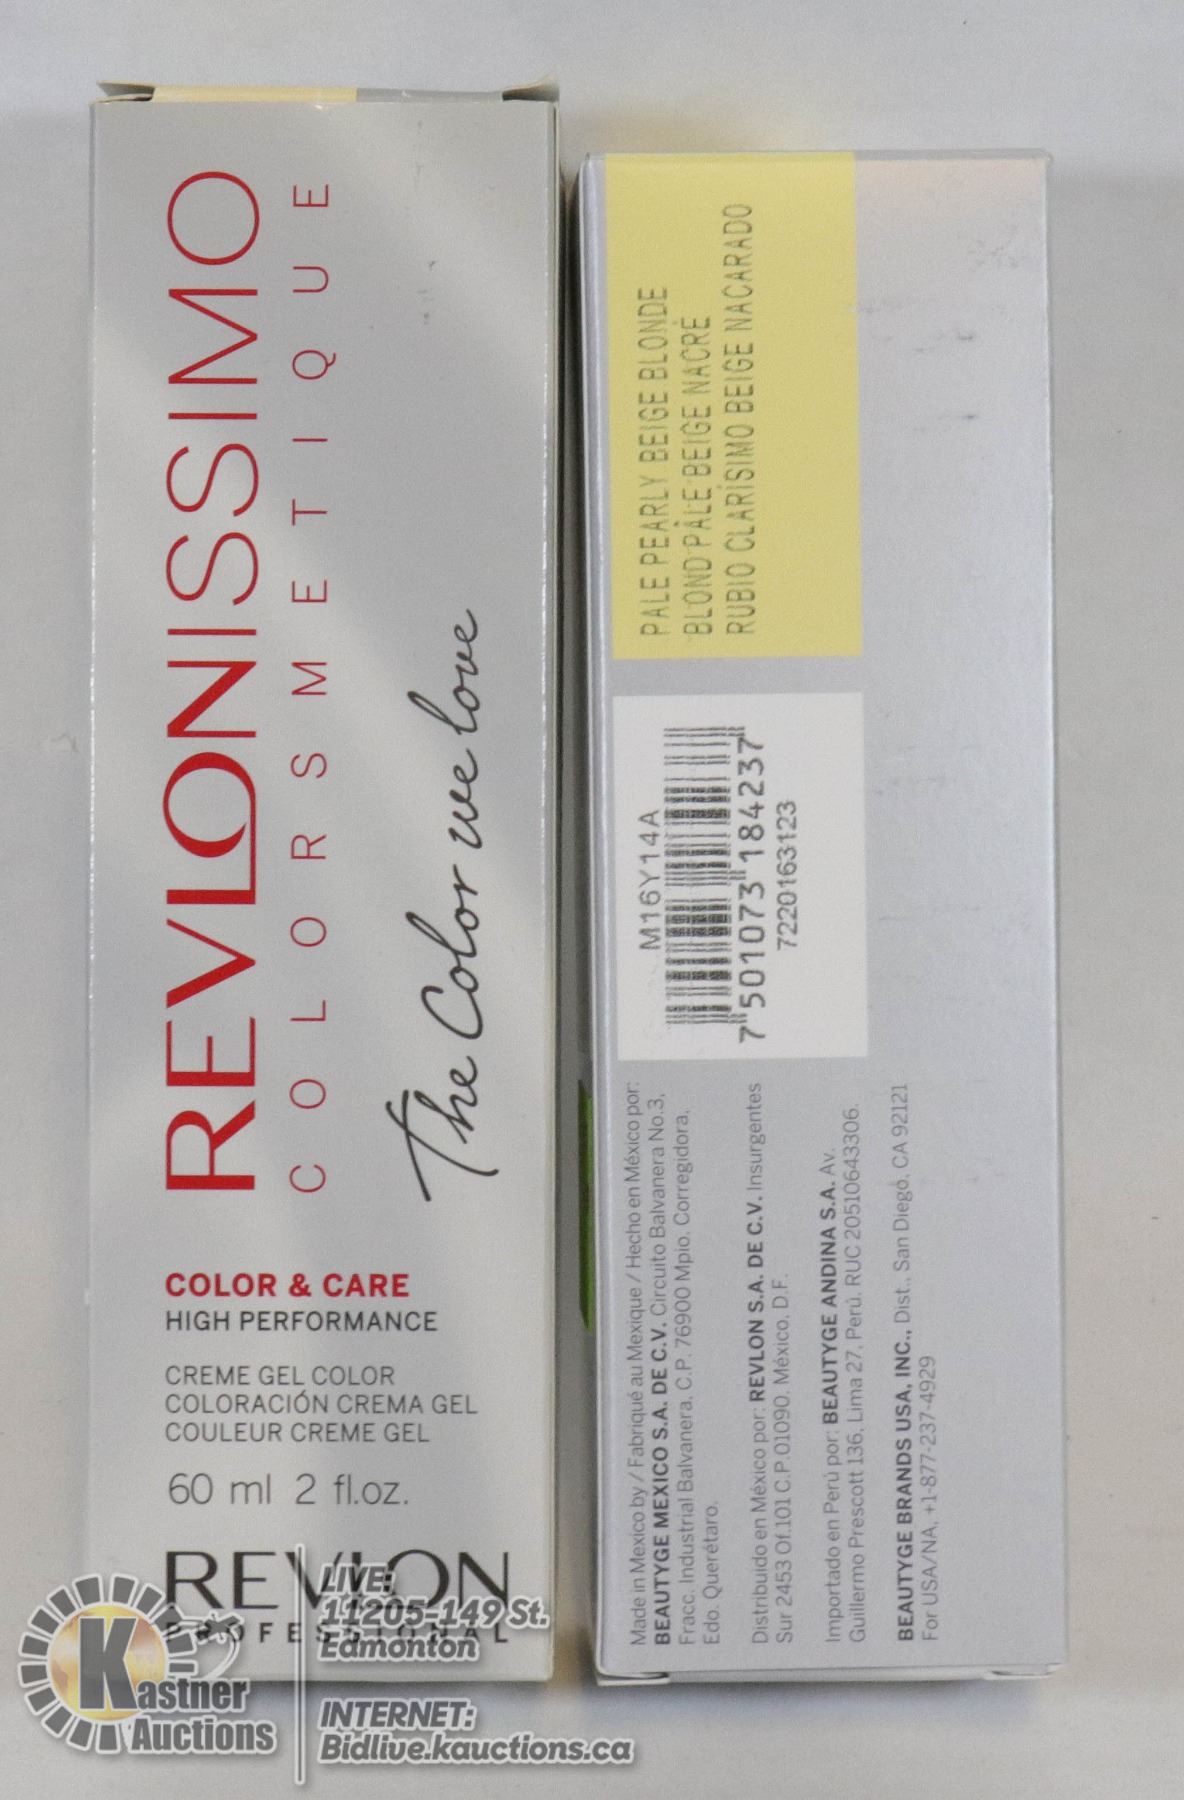 REVLONISSIMO
COLORSMETIQUE
The Color we love
COLOR & CARE
HIGH PERFORMANCE
CREME GEL COLOR
COLORACIÓN CREMA GEL
COULEUR CREME GEL
60 ml 2 fl.oz.
REVLON
PROFESSIONAL
PALE PEARLY BEIGE BLONDE
BLOND PÂLE BEIGE NACRÉ
RUBIO CLARÍSIMO BEIGE NACARADO
M16Y14A
7 501073 184237
7220163123
Made in Mexico by / Fabriqué au Mexique / Hecho en México por:
BEAUTYGE MEXICO S.A. DE C.V. Circuito Balvanera No.3,
Fracc. Industrial Balvanera, C.P. 76900 Mpio. Corregidora,
Edo. Querétaro.
Distribuido en México por: REVLON S.A. DE C.V. Insurgentes
Sur 2453 Of.101 C.P.01090. México, D.F.
Importado en Perú por: BEAUTYGE ANDINA S.A. Av.
Guillermo Prescott 136, Lima 27, Perú. RUC 20510643306.
BEAUTYGE BRANDS USA, INC., Dist., San Diego, CA 92121
For USA/NA, +1-877-237-4929
Kastner
Auctions
LIVE:
11205-149 St.
Edmonton
INTERNET:
Bidlive.kauctions.ca